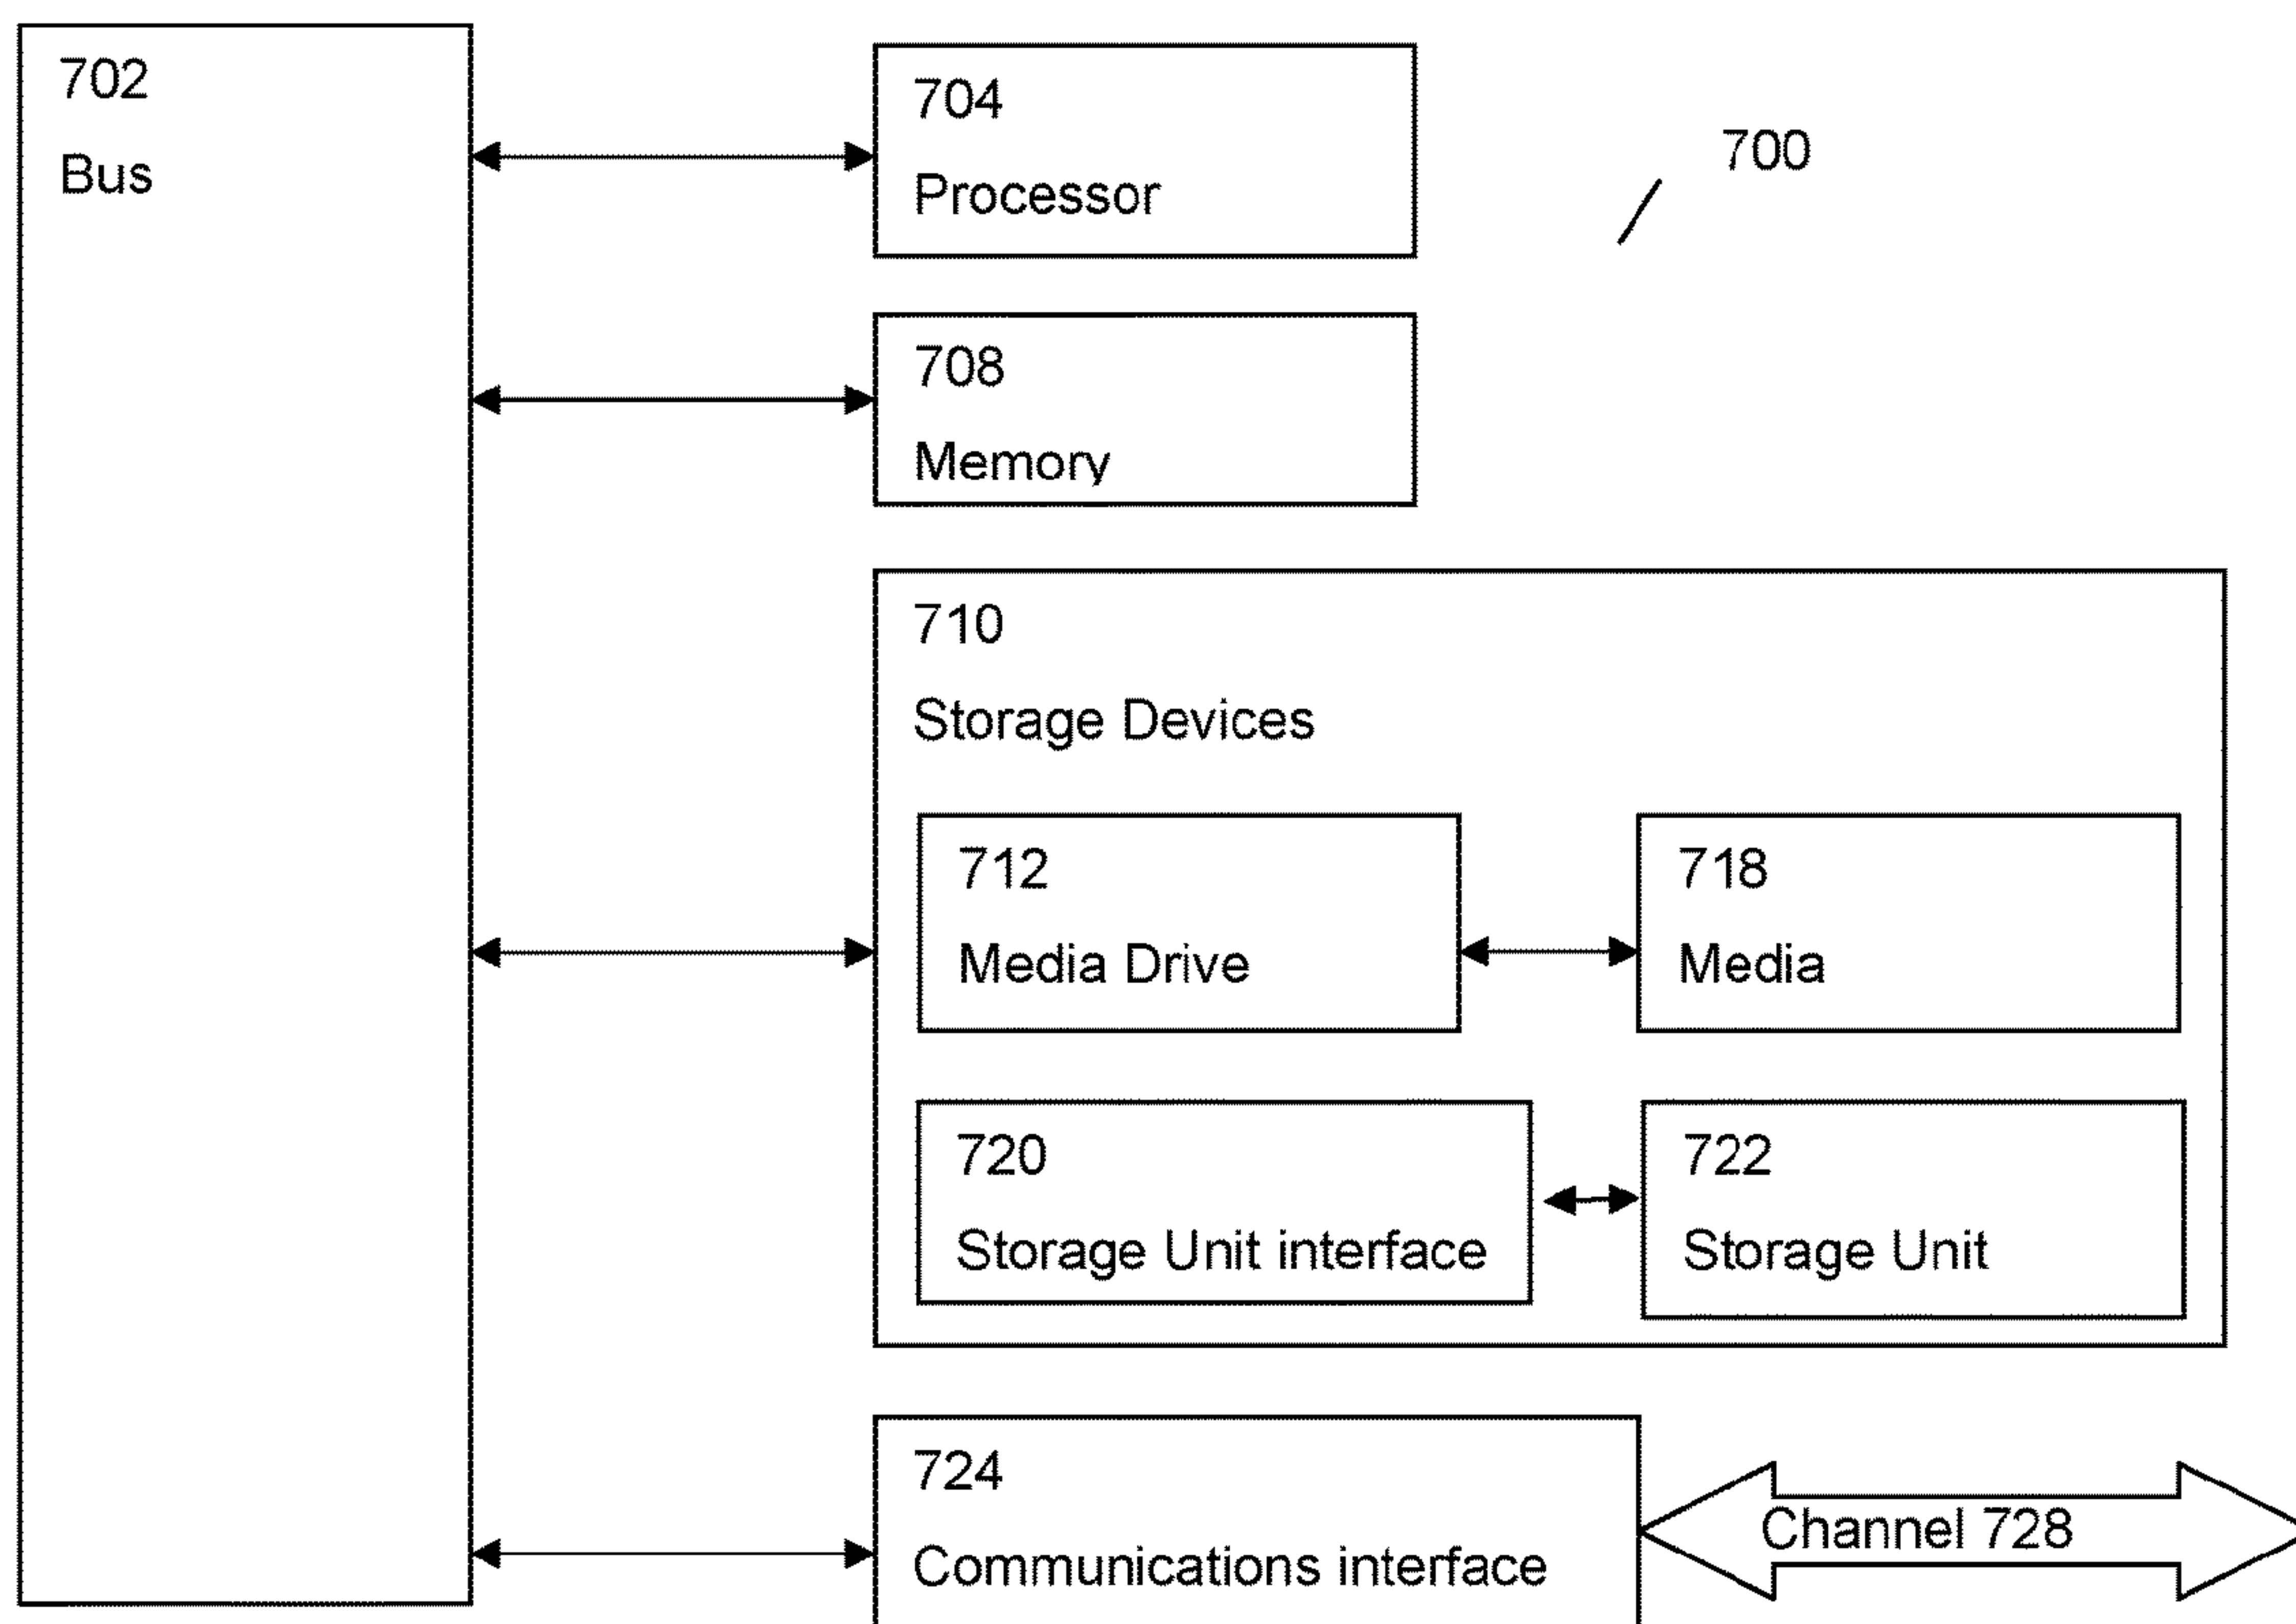 702
Bus
704
Processor
700
708
Memory
710
Storage Devices
712
Media Drive
718
Media
720
Storage Unit interface
722
Storage Unit
724
Communications interface
Channel 728